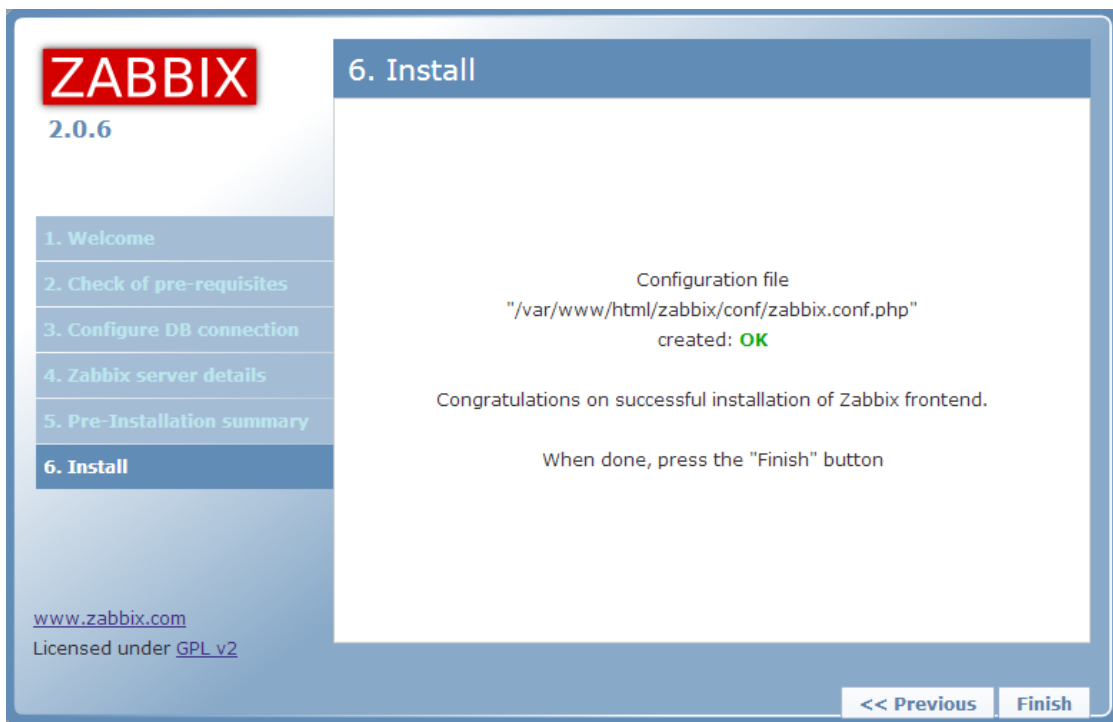 ZABBIX
2.0.6
1. Welcome
2. Check of pre-requisites
3. Configure DB connection
4. Zabbix server details
5. Pre-Installation summary
6. Install
www.zabbix.com
Licensed under GPL v2
6. Install
Configuration file
"/var/www/html/zabbix/conf/zabbix.conf.php"
created: OK
Congratulations on successful installation of Zabbix frontend.
When done, press the "Finish" button
<< Previous Finish